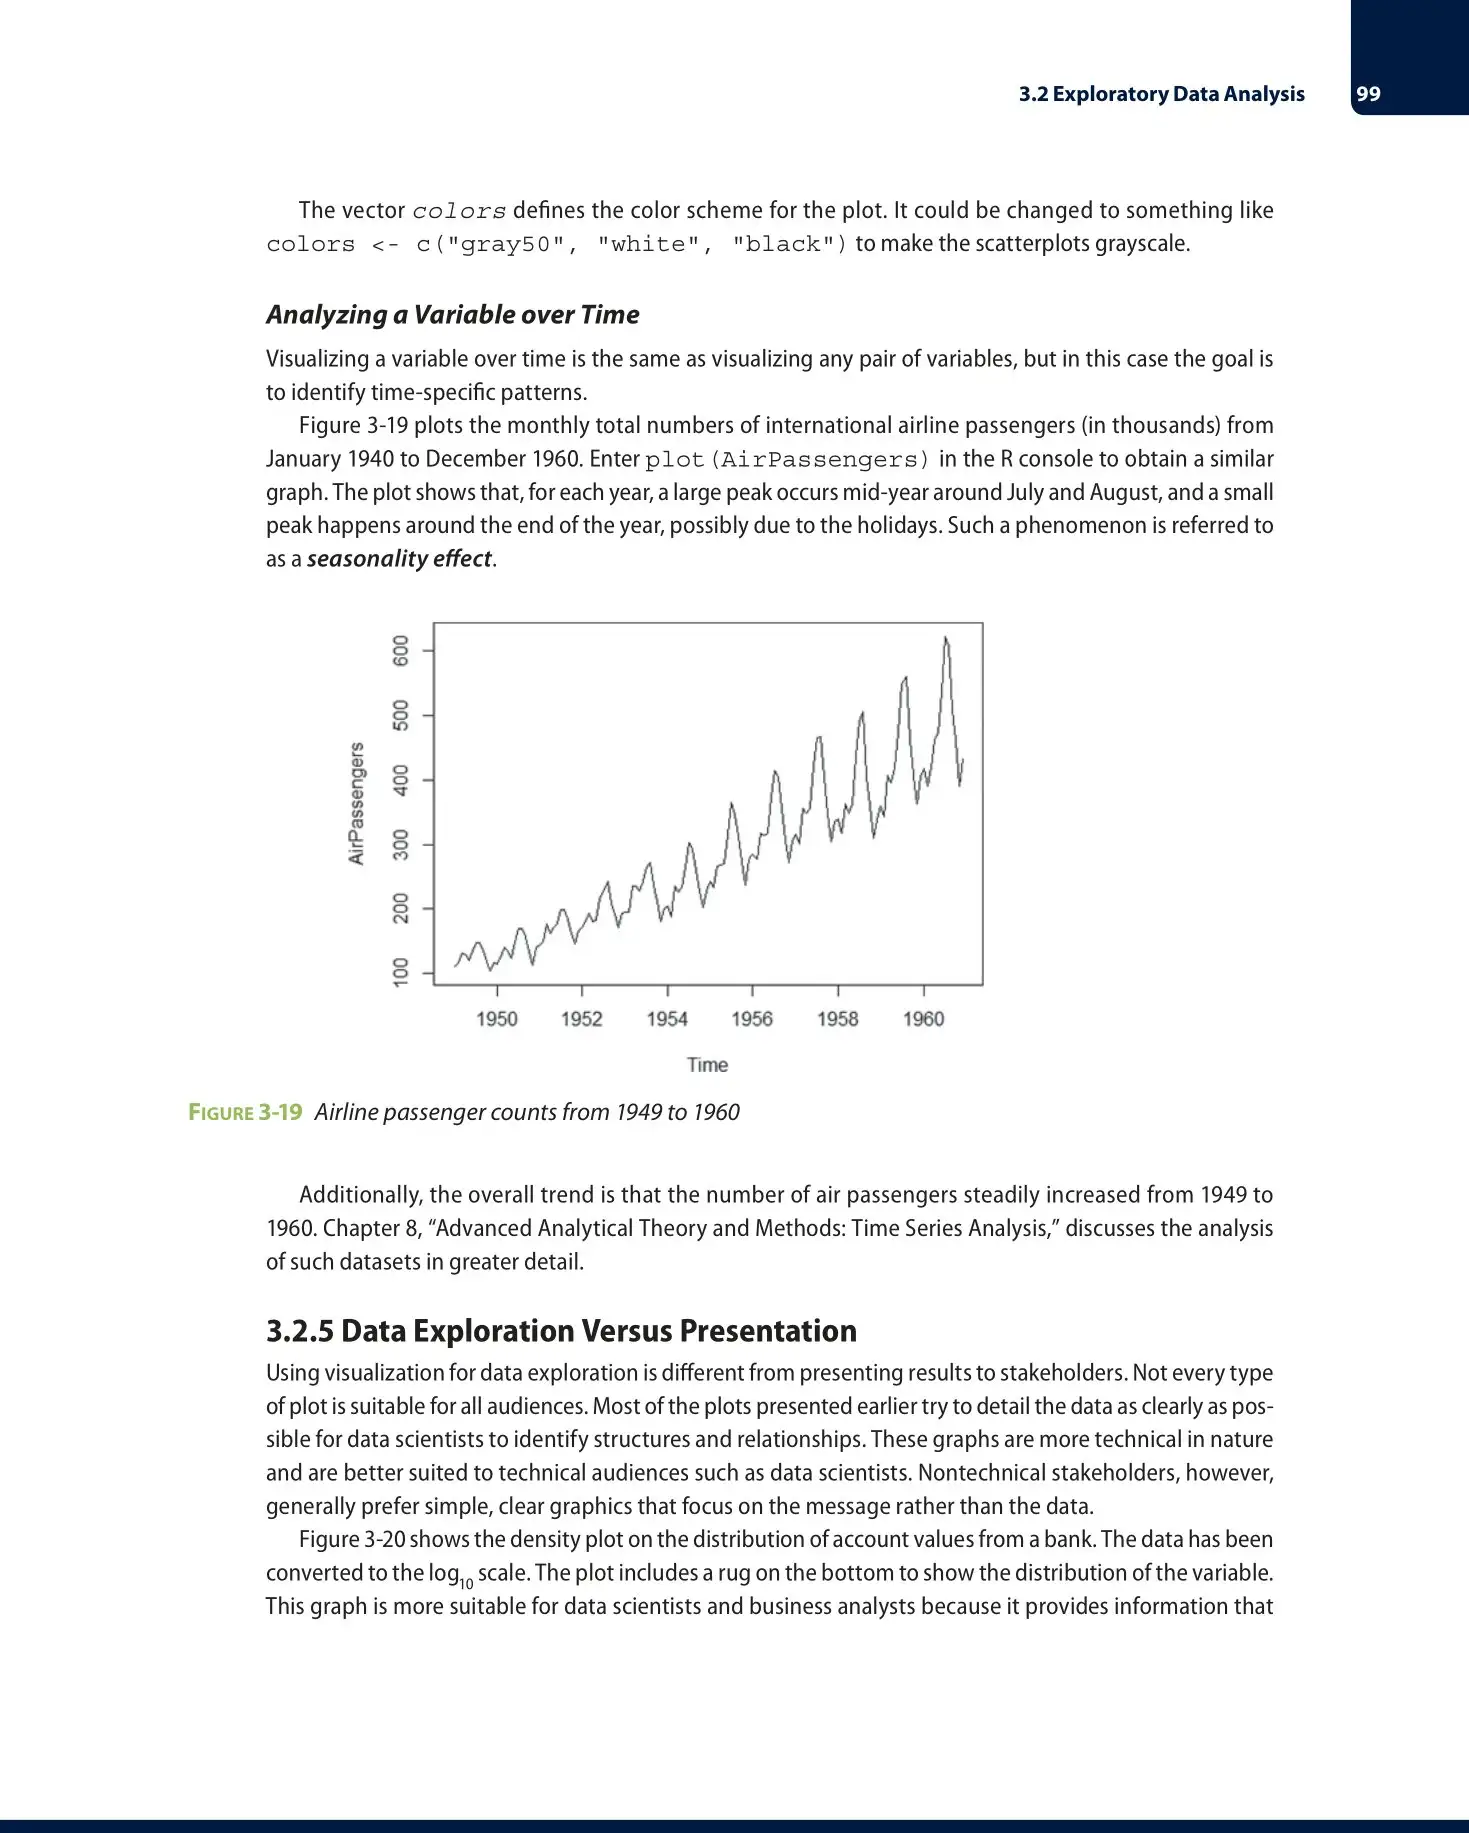 3.2 Exploratory Data Analysis 99
The vector colors defines the color scheme for the plot. It could be changed to something like
colors <- c("gray50", "white", "black") to make the scatterplots grayscale.
Analyzing a Variable over Time
Visualizing a variable over time is the same as visualizing any pair of variables, but in this case the goal is
to identify time-specific patterns.
Figure 3-19 plots the monthly total numbers of international airline passengers (in thousands) from
January 1940 to December 1960. Enter plot(AirPassengers) in the R console to obtain a similar
graph. The plot shows that, for each year, a large peak occurs mid-year around July and August, and a small
peak happens around the end of the year, possibly due to the holidays. Such a phenomenon is referred to
as a seasonality effect.
AirPassengers
600
500
400
300
200
100
1950 1952 1954 1956 1958 1960
Time
FIGURE 3-19 Airline passenger counts from 1949 to 1960
Additionally, the overall trend is that the number of air passengers steadily increased from 1949 to
1960. Chapter 8, “Advanced Analytical Theory and Methods: Time Series Analysis,” discusses the analysis
of such datasets in greater detail.
3.2.5 Data Exploration Versus Presentation
Using visualization for data exploration is different from presenting results to stakeholders. Not every type
of plot is suitable for all audiences. Most of the plots presented earlier try to detail the data as clearly as pos-
sible for data scientists to identify structures and relationships. These graphs are more technical in nature
and are better suited to technical audiences such as data scientists. Nontechnical stakeholders, however,
generally prefer simple, clear graphics that focus on the message rather than the data.
Figure 3-20 shows the density plot on the distribution of account values from a bank. The data has been
converted to the log10 scale. The plot includes a rug on the bottom to show the distribution of the variable.
This graph is more suitable for data scientists and business analysts because it provides information that